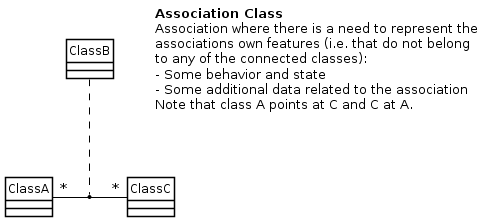 Association Class
Association where there is a need to represent the
associations own features (i.e. that do not belong
to any of the connected classes):
- Some behavior and state
- Some additional data related to the association
Note that class A points at C and C at A.
ClassB
ClassA * * ClassC